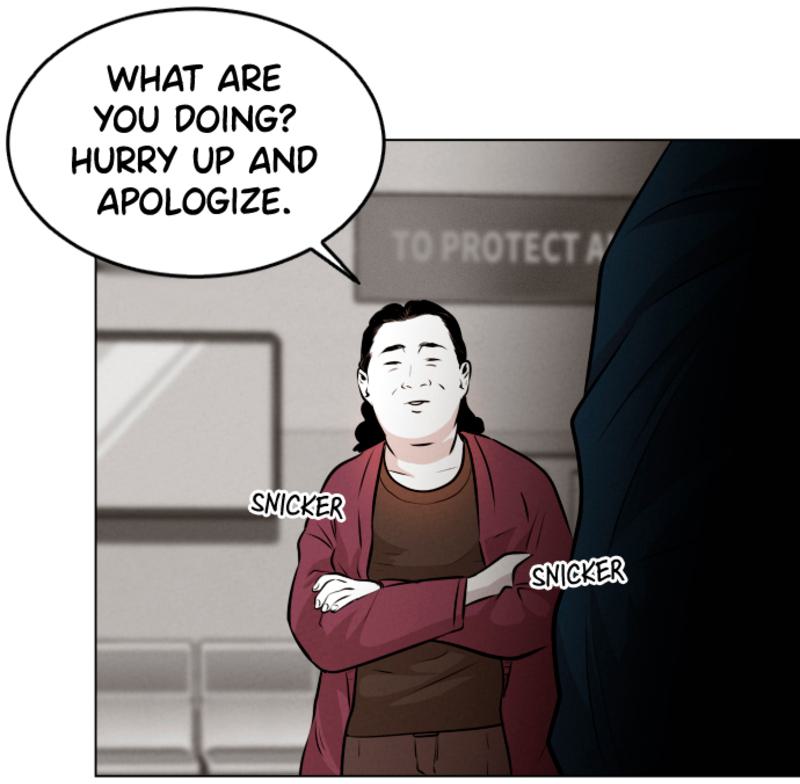 WHAT ARE
YOU DOING?
HURRY UP AND
APOLOGIZE.
TO PROTECT A
SNICKER
SNICKER